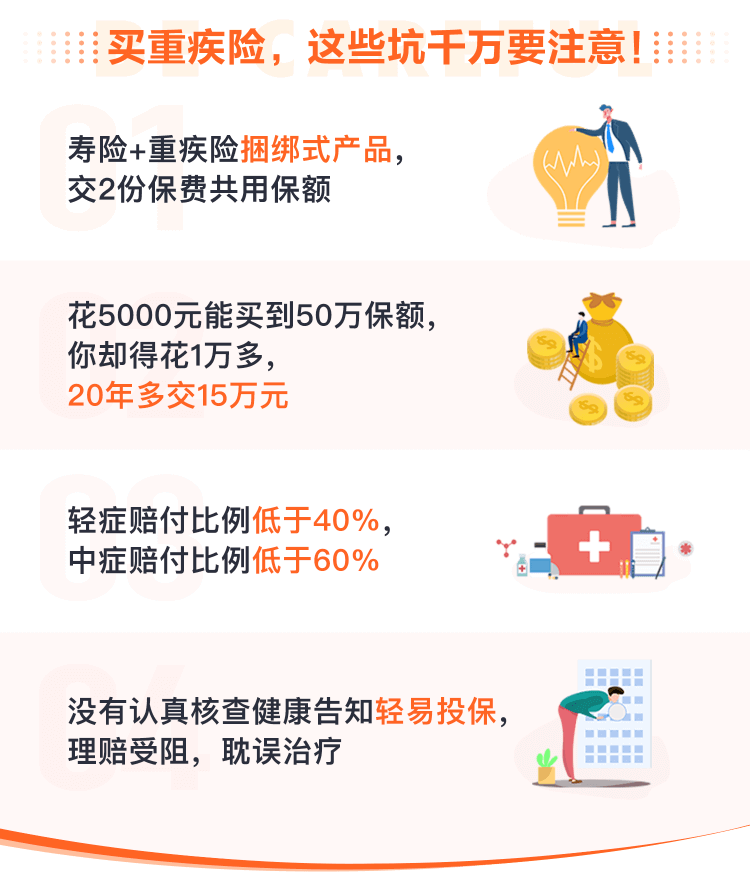 买重疾险，这些坑千万要注意！
01
寿险+重疾险捆绑式产品，
交2份保费共用保额
花5000元能买到50万保额，
你却得花1万多，
20年多交15万元
03
轻症赔付比例低于40%，
中症赔付比例低于60%
04
没有认真核查健康告知轻易投保，
理赔受阻，耽误治疗